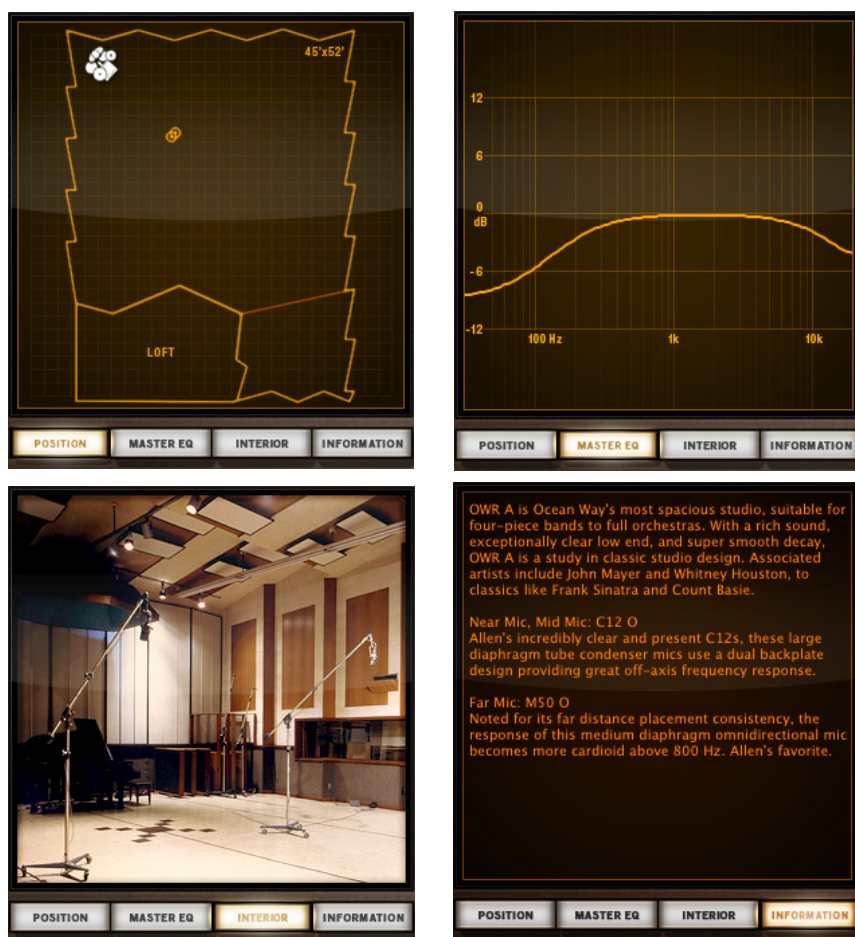 45'x52'
LOFT
POSITION MASTER EQ INTERIOR INFORMATION
12
6
0
dB
-6
-12
100 Hz 1k 10k
POSITION MASTER EQ INTERIOR INFORMATION
POSITION MASTER EQ INTERIOR INFORMATION
OWR A is Ocean Way's most spacious studio, suitable for
four-piece bands to full orchestras. With a rich sound,
exceptionally clear low end, and super smooth decay,
OWR A is a study in classic studio design. Associated
artists include John Mayer and Whitney Houston, to
classics like Frank Sinatra and Count Basie.
Near Mic, Mid Mic: C12 O
Allen's incredibly clear and present C12s, these large
diaphragm tube condenser mics use a dual backplate
design providing great off-axis frequency response.
Far Mic: M50 O
Noted for its far distance placement consistency, the
response of this medium diaphragm omnidirectional mic
becomes more cardioid above 800 Hz. Allen's favorite.
POSITION MASTER EQ INTERIOR INFORMATION